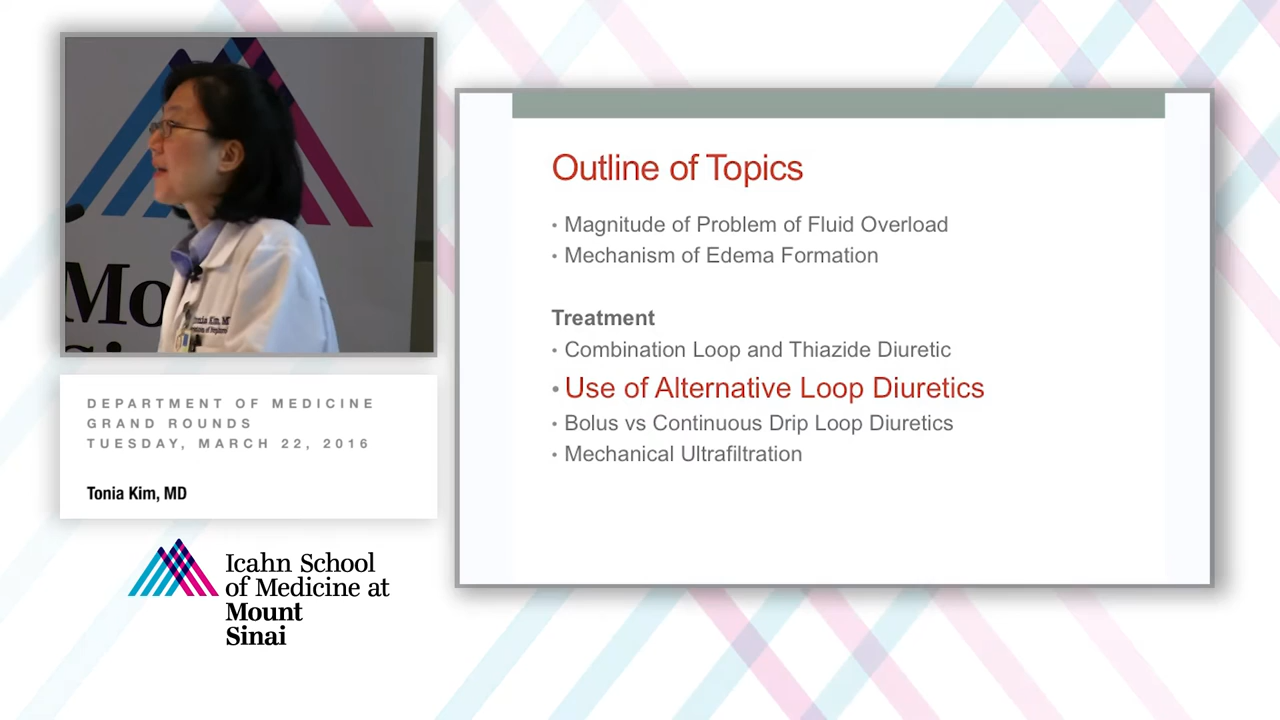 Mo
Outline of Topics
• Magnitude of Problem of Fluid Overload
• Mechanism of Edema Formation
Treatment
• Combination Loop and Thiazide Diuretic
• Use of Alternative Loop Diuretics
• Bolus vs Continuous Drip Loop Diuretics
• Mechanical Ultrafiltration
DEPARTMENT OF MEDICINE
GRAND ROUNDS
TUESDAY, MARCH 22, 2016
Tonia Kim, MD
Icahn School
of Medicine at
Mount
Sinai